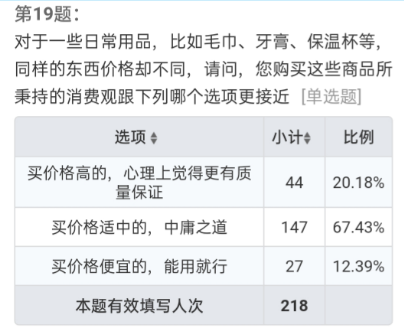 第19题：
对于一些日常用品，比如毛巾、牙膏、保温杯等，
同样的东西价格却不同，请问，您购买这些商品所
秉持的消费观跟下列哪个选项更接近 [单选题]
选项 小计 比例
买价格高的，心理上觉得更有质
量保证 44 20.18%
买价格适中的，中庸之道 147 67.43%
买价格便宜的，能用就行 27 12.39%
本题有效填写人次 218